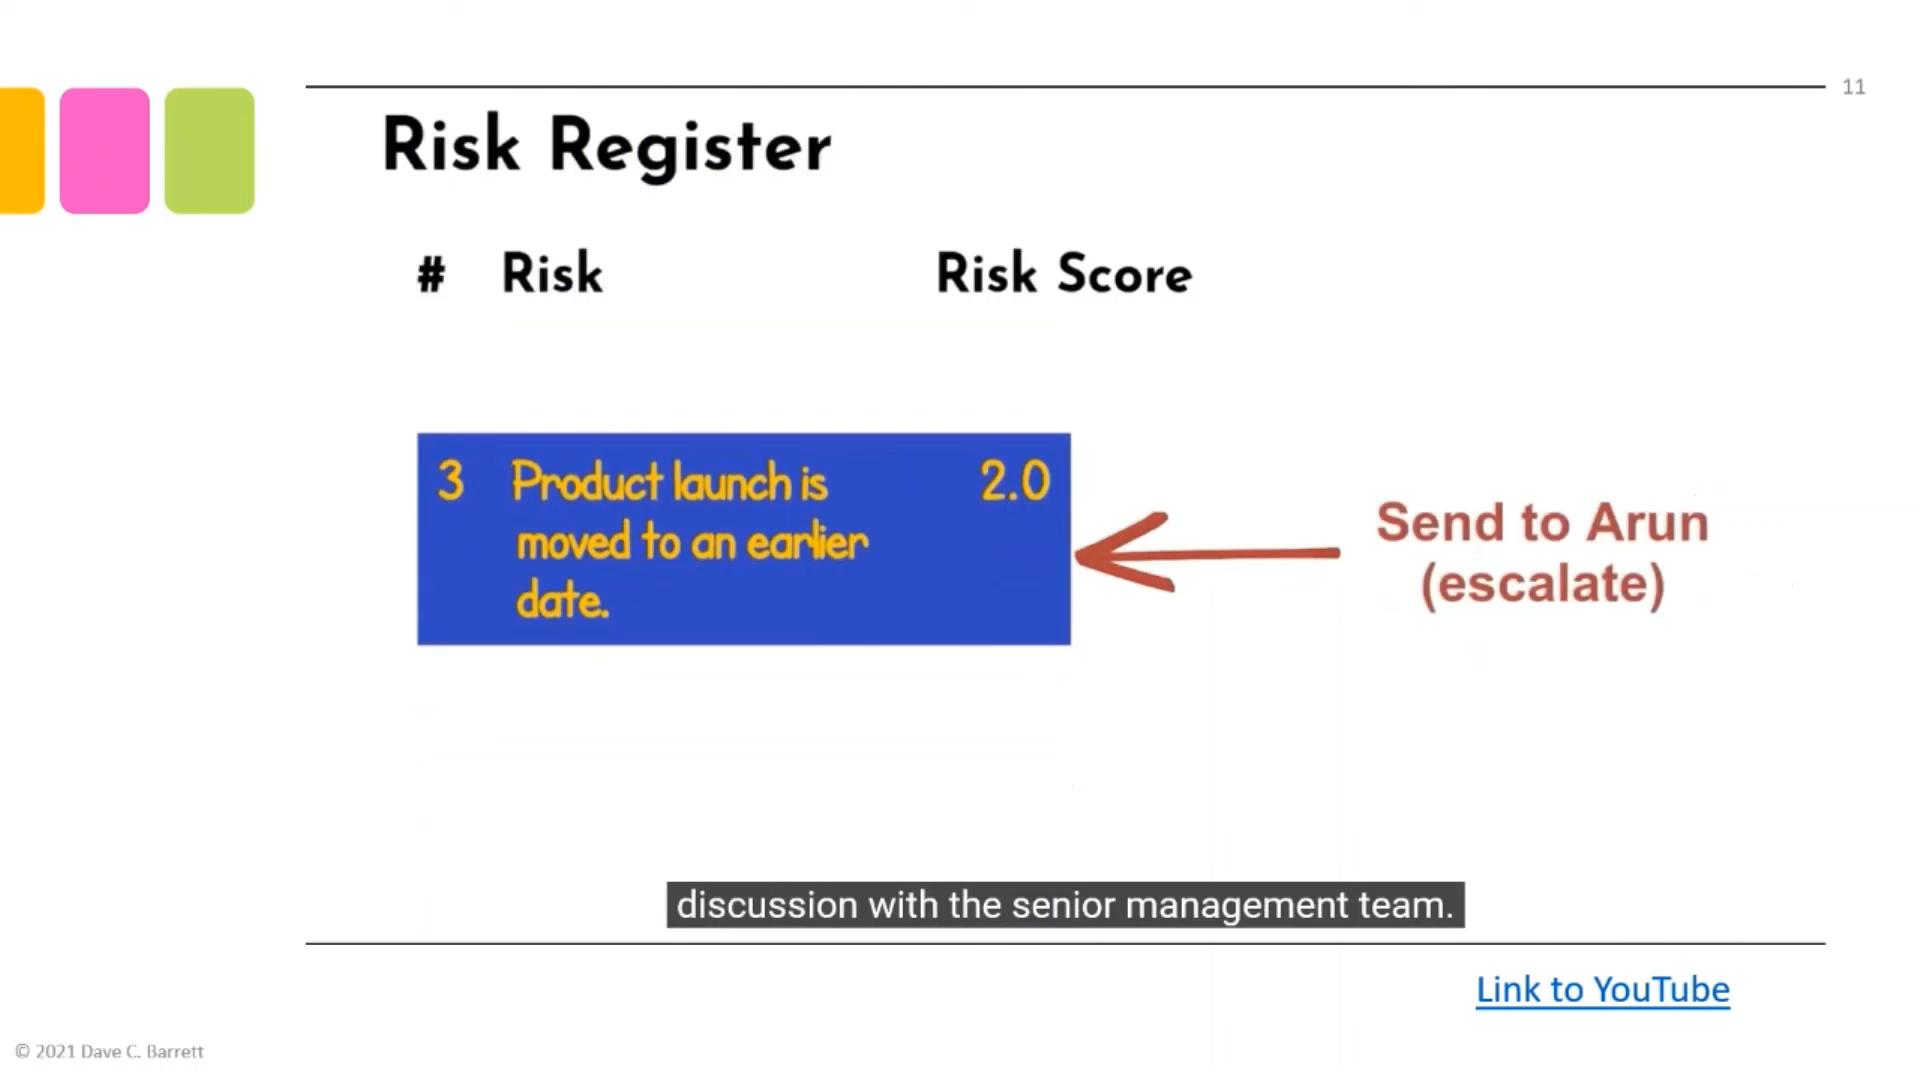 11
Risk Register
# Risk Risk Score
3 Product launch is 2.0
moved to an earlier
date.
Send to Arun
(escalate)
discussion with the senior management team.
Link to YouTube
© 2021 Dave C. Barrett